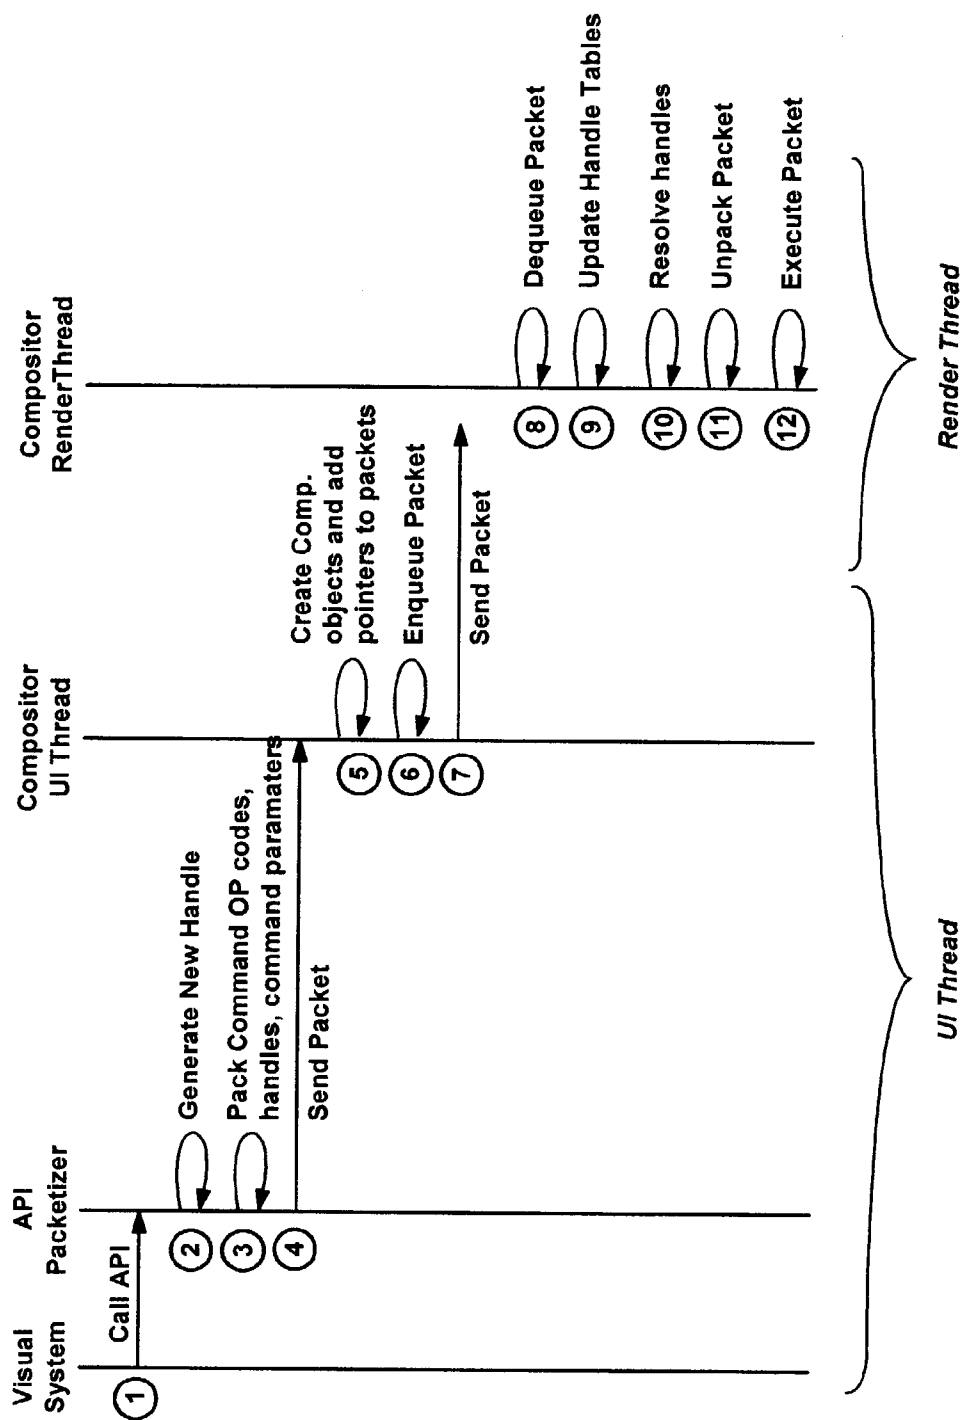 Visual
System
API
Packetizer
Compositor
UI Thread
Compositor
RenderThread
1
Call API
2
Generate New Handle
3
Pack Command OP codes,
handles, command paramaters
4
Send Packet
5
Create Comp.
objects and add
pointers to packets
6
Enqueue Packet
7
Send Packet
8
Dequeue Packet
9
Update Handle Tables
10
Resolve handles
11
Unpack Packet
12
Execute Packet
UI Thread
Render Thread